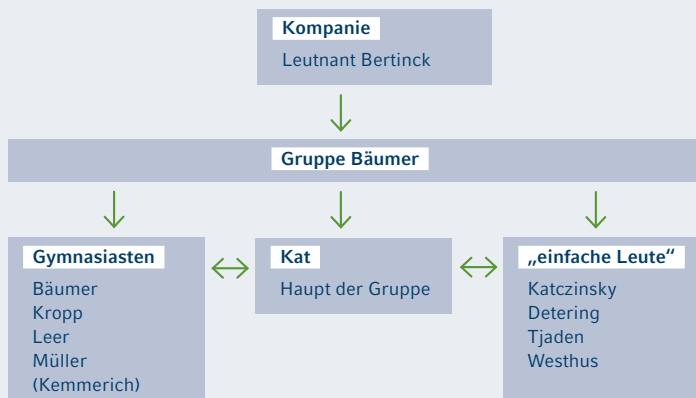 Kompanie
Leutnant Bertinck
Gruppe Bäumer
Gymnasiasten
Bäumer
Kropp
Leer
Müller
(Kemmerich)
Kat
Haupt der Gruppe
„einfache Leute“
Katczinsky
Detering
Tjaden
Westhus